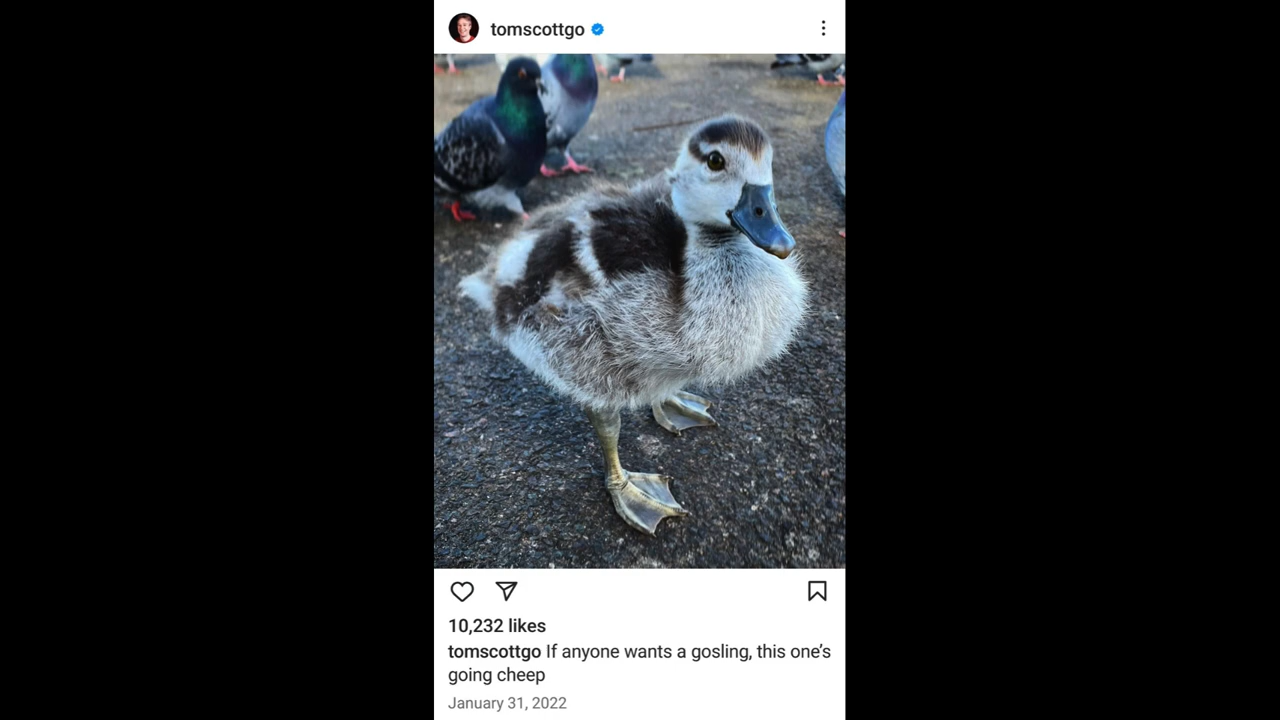 tomscottgo
10,232 likes
tomscottgo If anyone wants a gosling, this one’s
going cheep
January 31, 2022